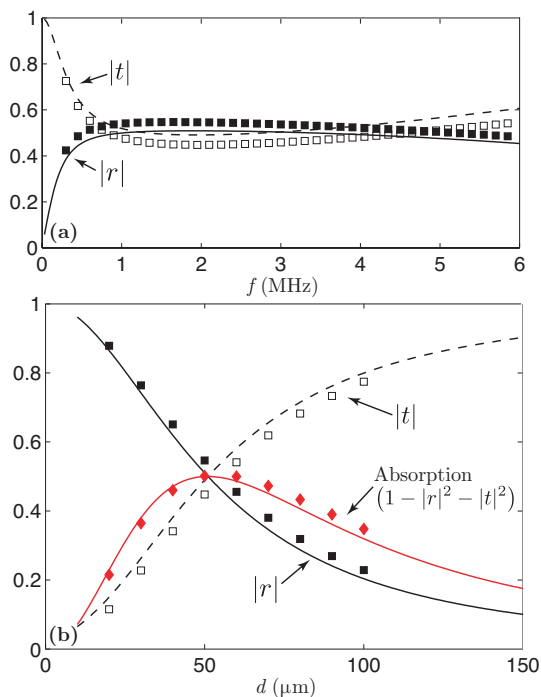 1
0.8
0.6
0.4
0.2
0
|t|
|r|
(a)
0 1 2 3 4 5 6
f (MHz)
1
0.8
0.6
0.4
0.2
0
|t|
Absorption
(1−|r|²−|t|²)
|r|
(b)
0 50 100 150
d (μm)